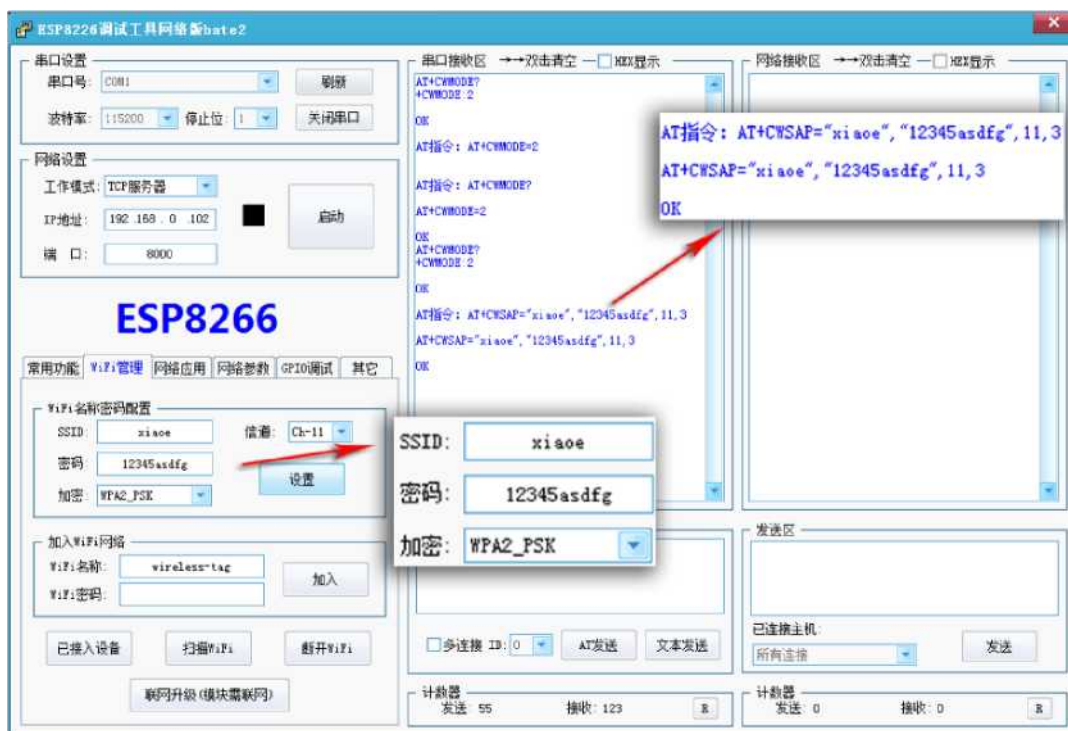 ESP8226调试工具网络版bate2
串口设置
串口号: COM1 刷新
波特率: 115200 停止位: 1 关闭串口
网络设置
工作模式: TCP服务器
IP地址: 192 .168 . 0 .102 启动
端 口: 8000
ESP8266
常用功能 WiFi管理 网络应用 网络参数 GPIO调试 其它
WiFi名称密码配置
SSID: xiaoe 信道: Ch-11
密码: 12345asdfg 设置
加密: WPA2_PSK
加入WiFi网络
WiFi名称: wireless-tag 加入
WiFi密码:
已接入设备 扫描WiFi 断开WiFi
联网升级(模块需联网)
串口接收区 →→双击清空 HEX显示
AT+CWMODE?
+CWMODE:2
OK
AT指令: AT+CWMODE=2
AT指令: AT+CWMODE?
AT+CWMODE=2
OK
AT+CWMODE?
+CWMODE:2
OK
AT指令: AT+CWSAP="xiaoe","12345asdfg",11,3
AT+CWSAP="xiaoe","12345asdfg",11,3
OK
SSID: xiaoe
密码: 12345asdfg
加密: WPA2_PSK
多连接 ID: 0 AT发送 文本发送
计数器
发送: 55 接收: 123 R
网络接收区 →→双击清空 HEX显示
AT指令: AT+CWSAP="xiaoe","12345asdfg",11,3
AT+CWSAP="xiaoe","12345asdfg",11,3
OK
发送区
已连接主机:
所有连接 发送
计数器
发送: 0 接收: 0 R